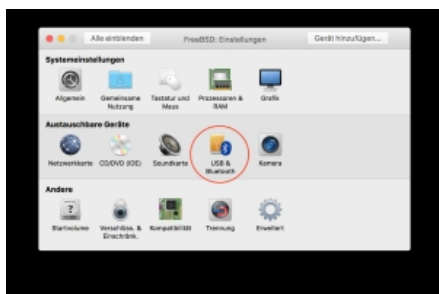 Alle einblenden
FreeBSD: Einstellungen
Gerät hinzufügen...
Systemeinstellungen
Allgemein
Gemeinsame Nutzung
Tastatur und Maus
Prozessoren & RAM
Grafik
Austauschbare Geräte
Netzwerkkarte
CD/DVD (IDE)
Soundkarte
USB & Bluetooth
Kamera
Andere
Startvolume
Verschlüss. & Einschränk.
Kompatibilität
Trennung
Erweitert